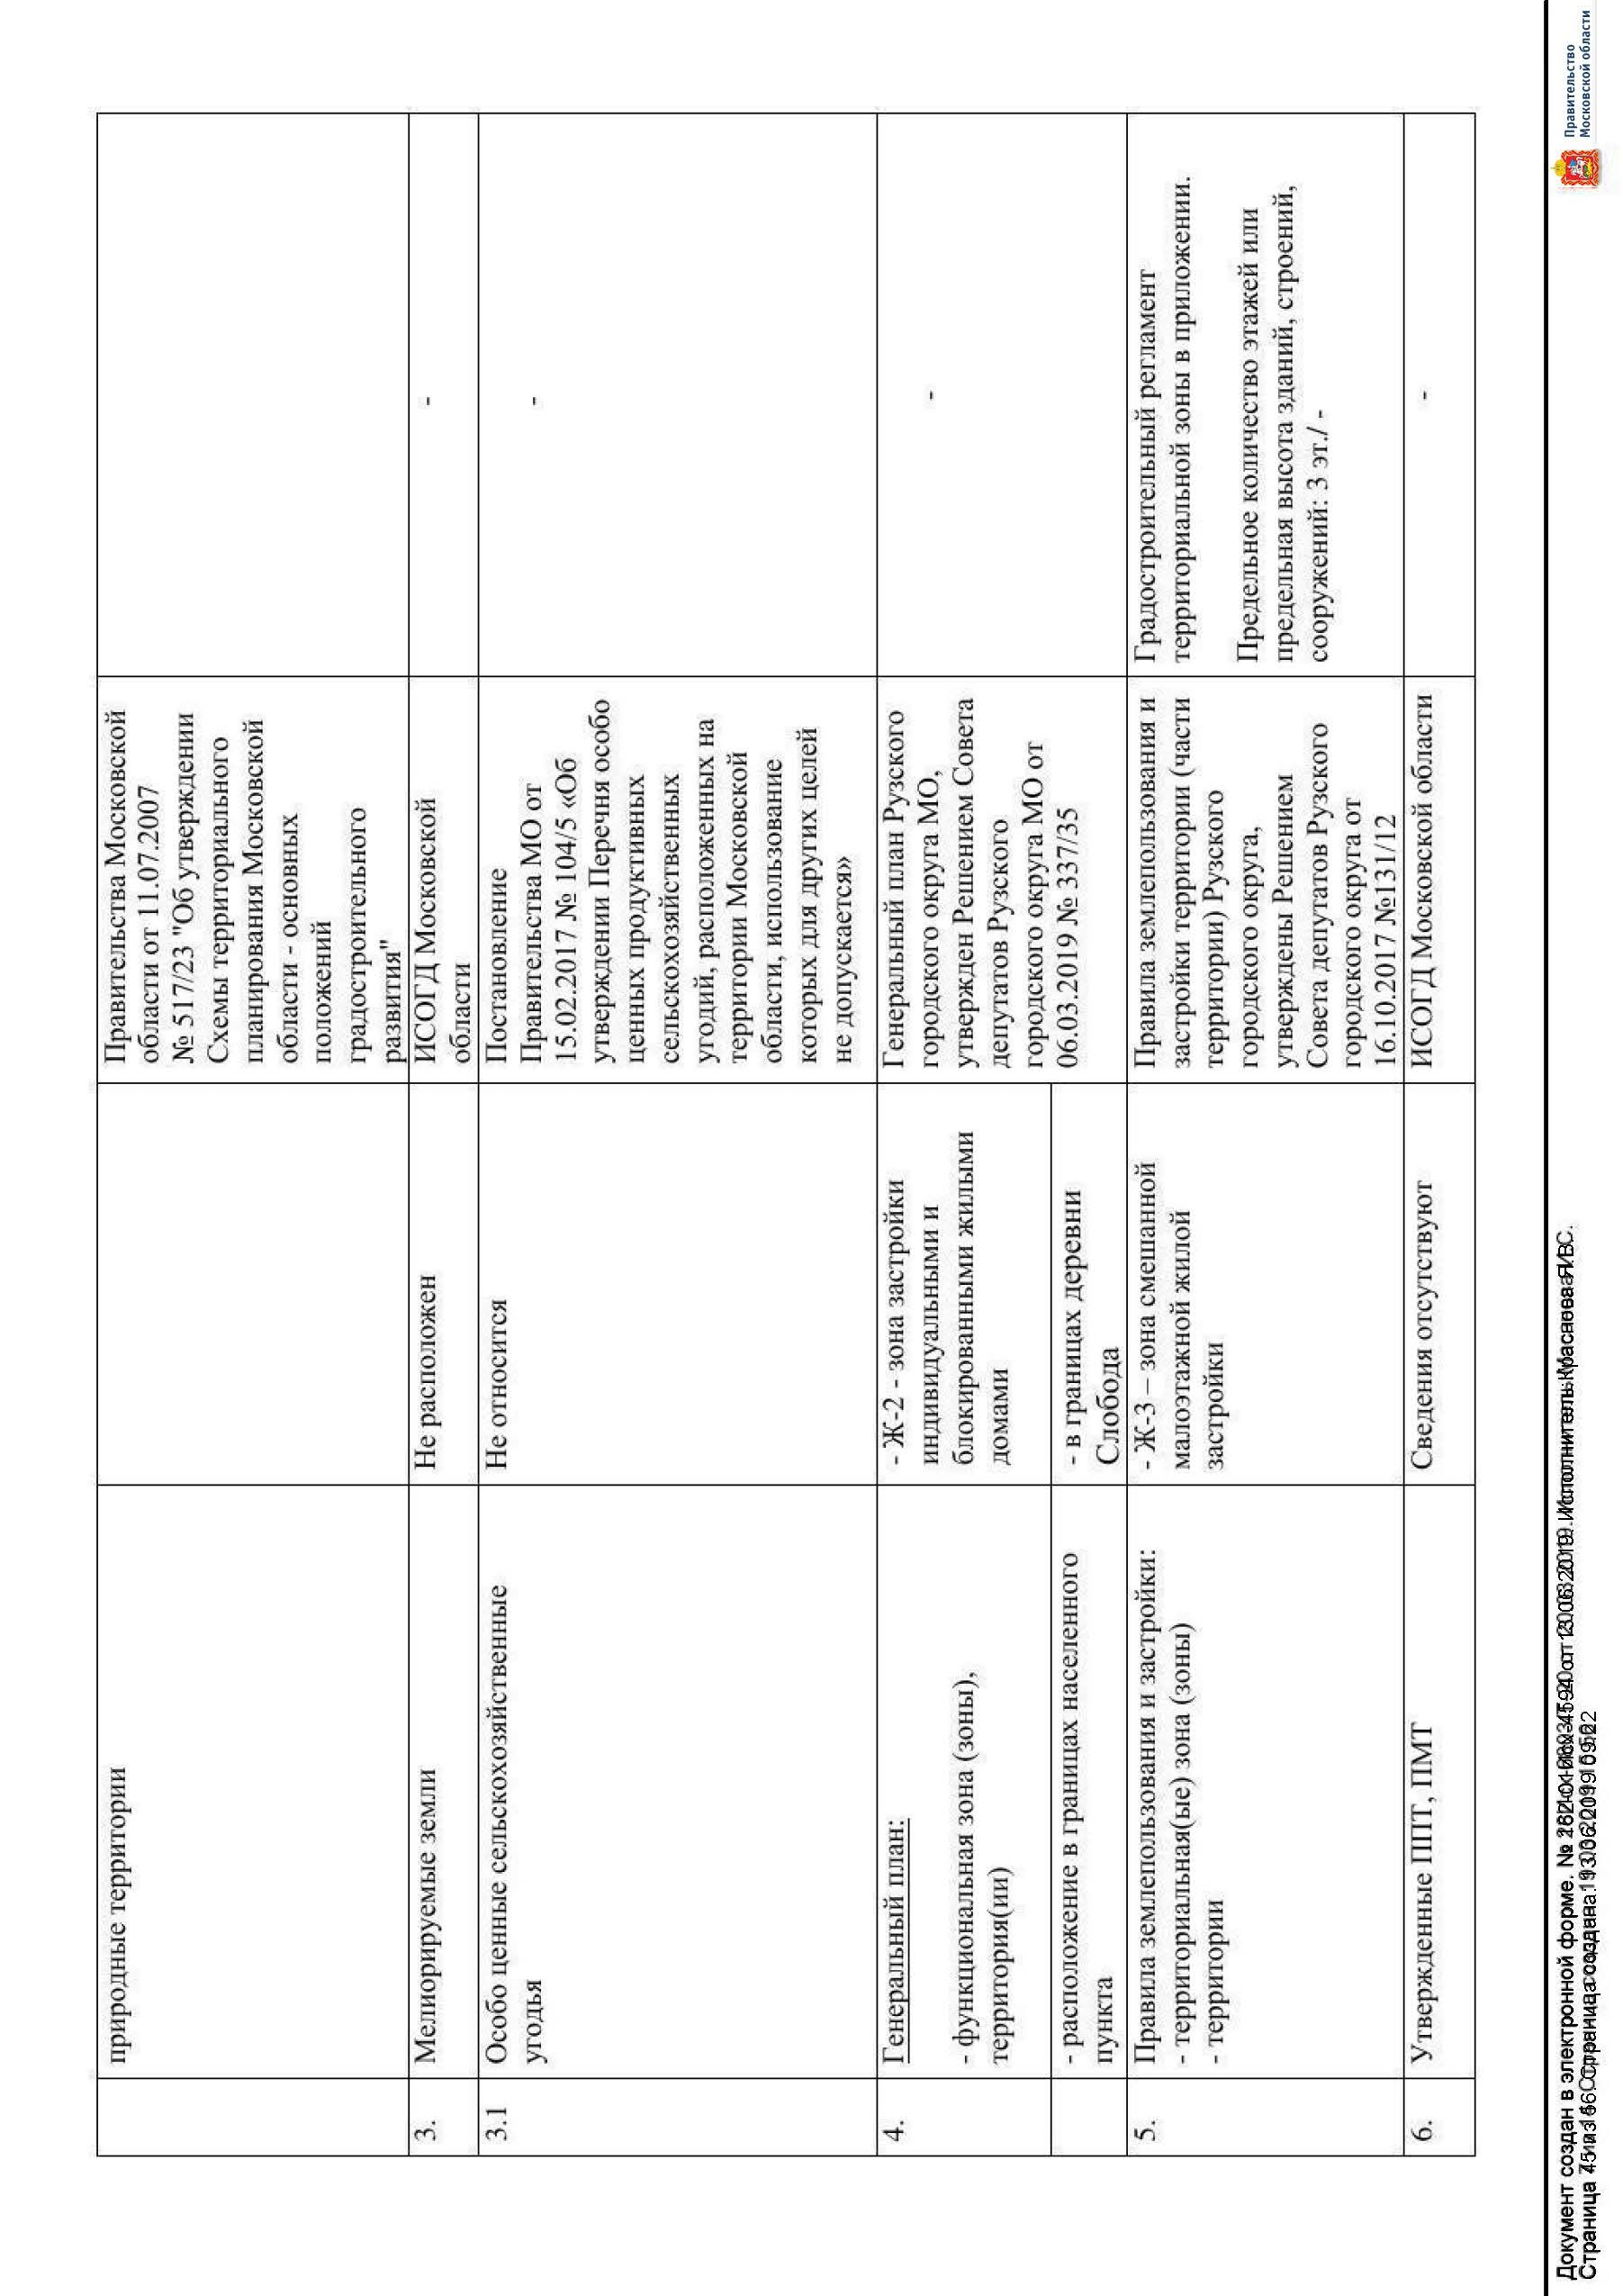 природные территории
Правительства Московской
области от 11.07.2007
№ 517/23 "Об утверждении
Схемы территориального
планирования Московской
области - основных
положений
градостроительного
развития"
3.
Мелиорируемые земли
Не расположен
ИСОГД Московской
области
-
3.1
Особо ценные сельскохозяйственные
угодья
Не относится
Постановление
Правительства МО от
15.02.2017 № 104/5 «Об
утверждении Перечня особо
ценных продуктивных
сельскохозяйственных
угодий, расположенных на
территории Московской
области, использование
которых для других целей
не допускается»
-
4.
Генеральный план:
- функциональная зона (зоны),
территория(ии)
- Ж-2 - зона застройки
индивидуальными и
блокированными жилыми
домами
Генеральный план Рузского
городского округа МО,
утвержден Решением Совета
депутатов Рузского
городского округа МО от
06.03.2019 № 337/35
-
- расположение в границах населенного
пункта
- в границах деревни
Слобода
5.
Правила землепользования и застройки:
- территориальная(ые) зона (зоны)
- территории
- Ж-3 – зона смешанной
малоэтажной жилой
застройки
Правила землепользования и
застройки территории (части
территории) Рузского
городского округа,
утверждены Решением
Совета депутатов Рузского
городского округа от
16.10.2017 №131/12
Градостроительный регламент
территориальной зоны в приложении.
Предельное количество этажей или
предельная высота зданий, строений,
сооружений: 3 эт./ -
6.
Утвержденные ППТ, ПМТ
Сведения отсутствуют
ИСОГД Московской области
-
Документ создан в электронной форме. №
Страница
Правительство
Московской области